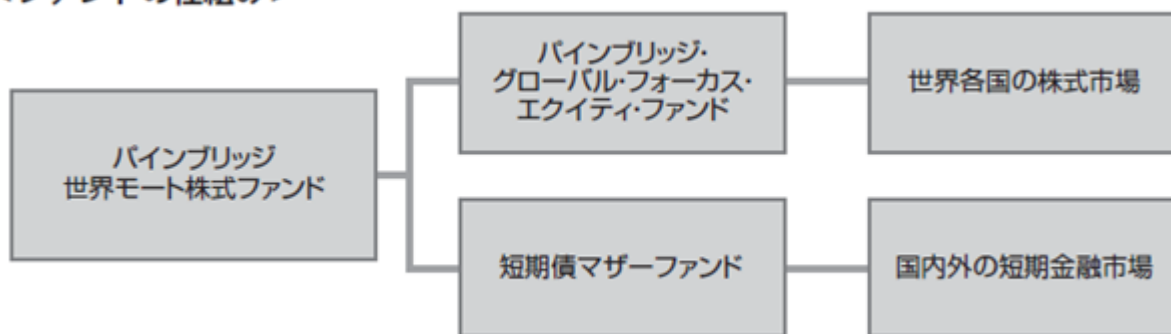 パインブリッジ・
グローバル・フォーカス・
エクイティ・ファンド
世界各国の株式市場
パインブリッジ
世界モート株式ファンド
短期債マザーファンド
国内外の短期金融市場